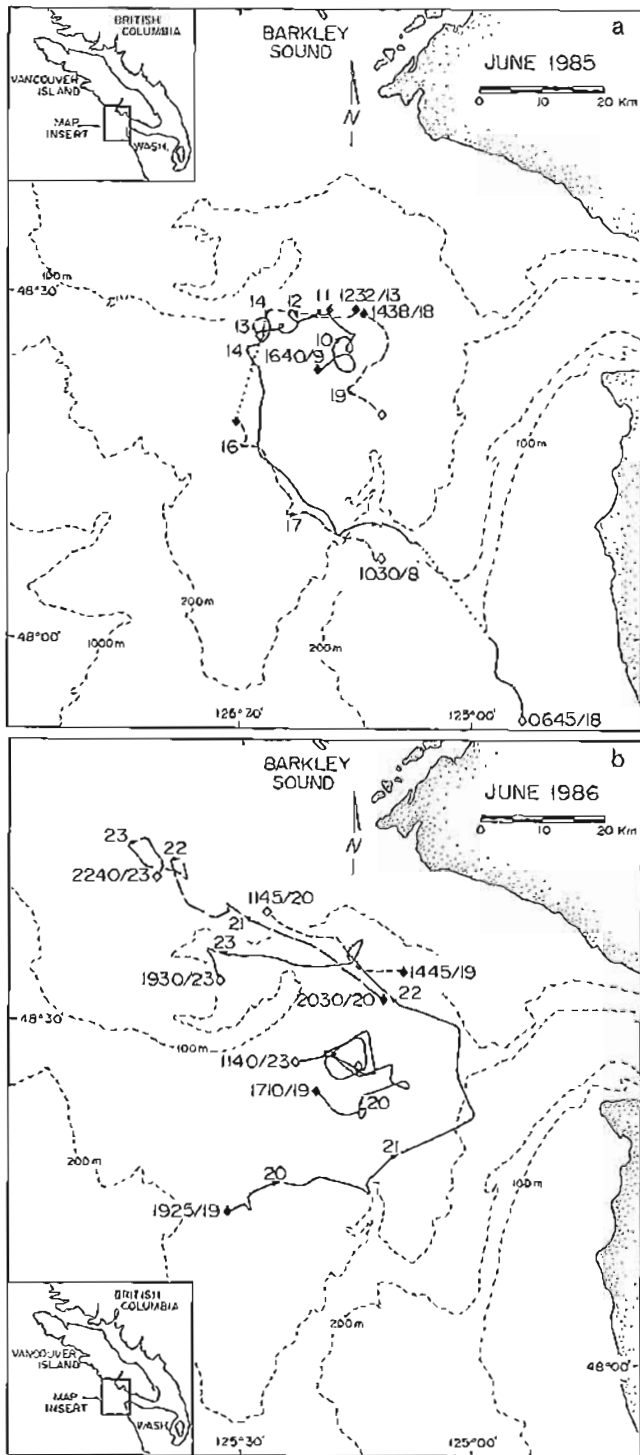 a
BRITISH
COLUMBIA
VANCOUVER
ISLAND
MAP
INSERT
WASH.
BARKLEY
SOUND
N
JUNE 1985
0 10 20 Km
100m
48°30'
14
12
11
1232/13
1438/18
13
14
10
1640/9
19
16
17
1030/8
100m
200m
1000m
200m
48°00'
126°30'
125°00'
0645/18
b
BARKLEY
SOUND
N
JUNE 1986
0 10 20 Km
23
22
2240/23
1145/20
21
23
1930/23
1445/19
2030/20
22
48°30'
100m
1140/23
1710/19
20
21
200m
20
1925/19
100m
200m
BRITISH
COLUMBIA
VANCOUVER
ISLAND
MAP
INSERT
WASH.
48°00'
125°30'
125°00'